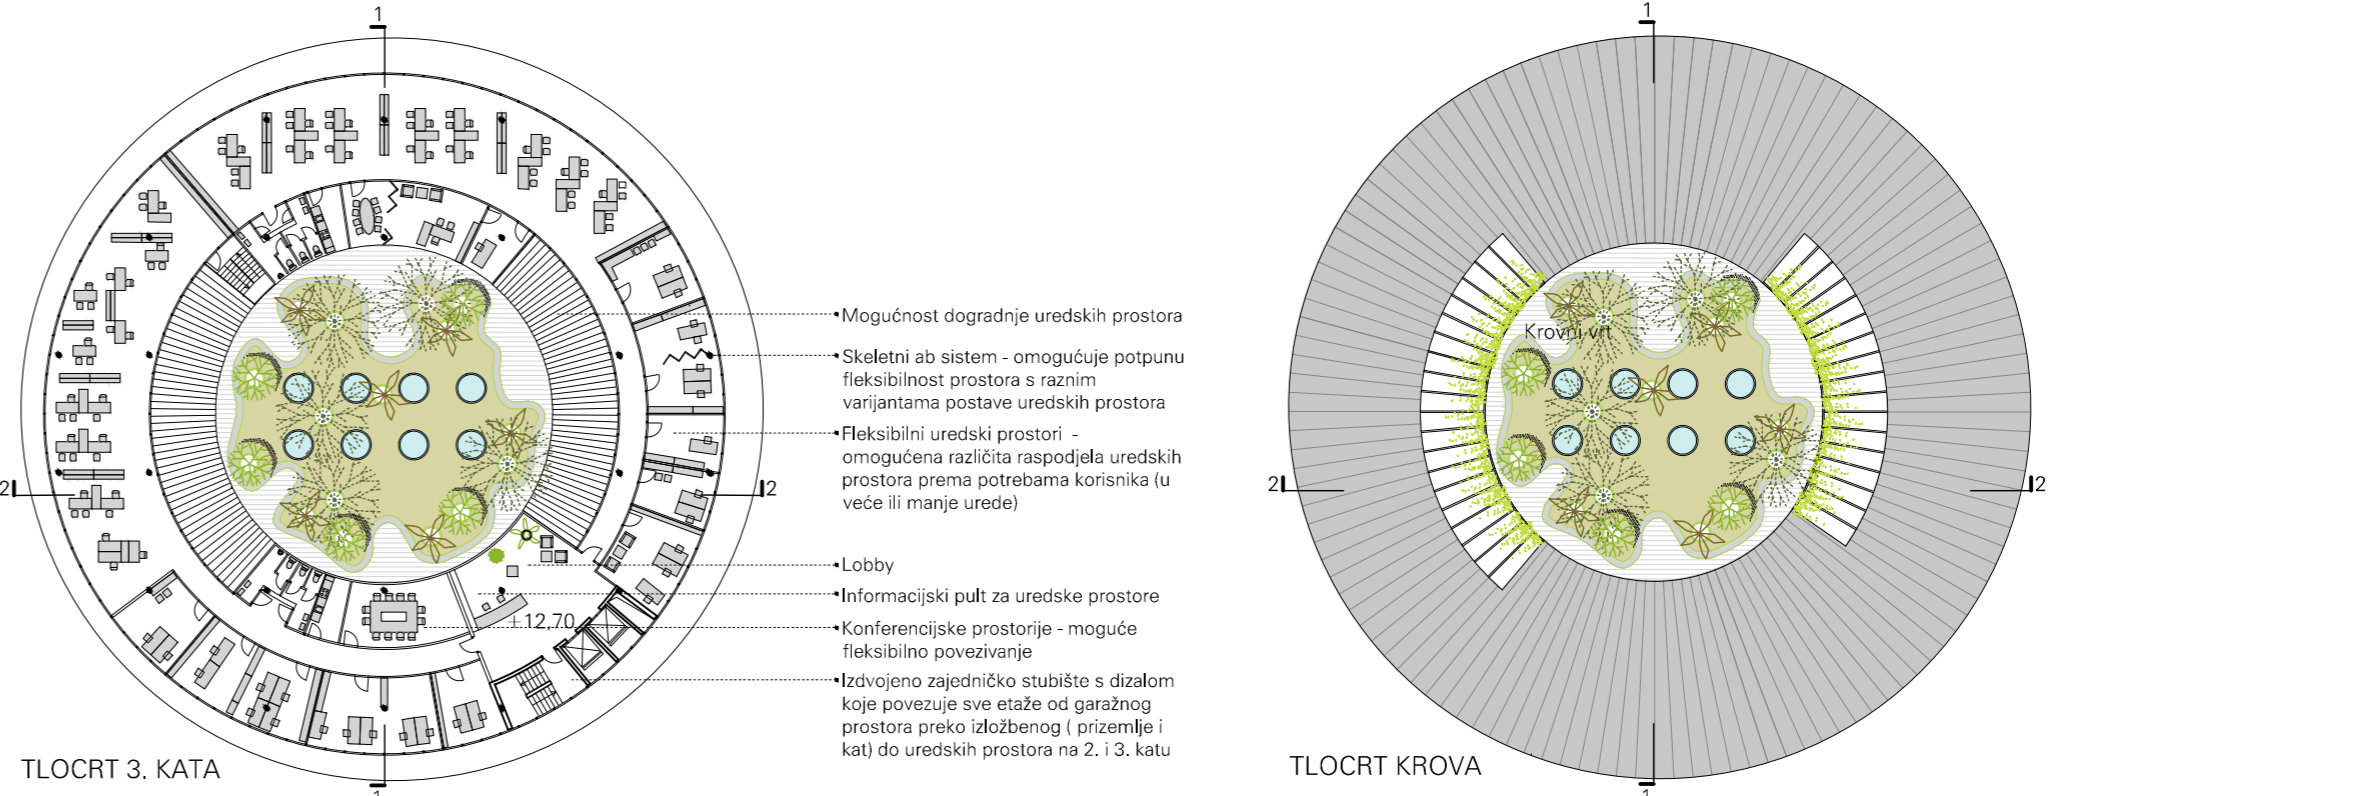 1
1
Mogućnost dogradnje uredskih prostora
Krovni vrt
Skeletni ab sistem - omogućuje potpunu
fleksibilnost prostora s raznim
varijantama postave uredskih prostora
Fleksibilni uredski prostori -
omogućena različita raspodjela uredskih
prostora prema potrebama korisnika (u
veće ili manje urede)
2
2
2
2
Lobby
Informacijski pult za uredske prostore
+12,70
Konferencijske prostorije - moguće
fleksibilno povezivanje
Izdvojeno zajedničko stubište s dizalom
koje povezuje sve etaže od garažnog
prostora preko izložbenog ( prizemlje i
kat) do uredskih prostora na 2. i 3. katu
TLOCRT 3. KATA
TLOCRT KROVA
1
1